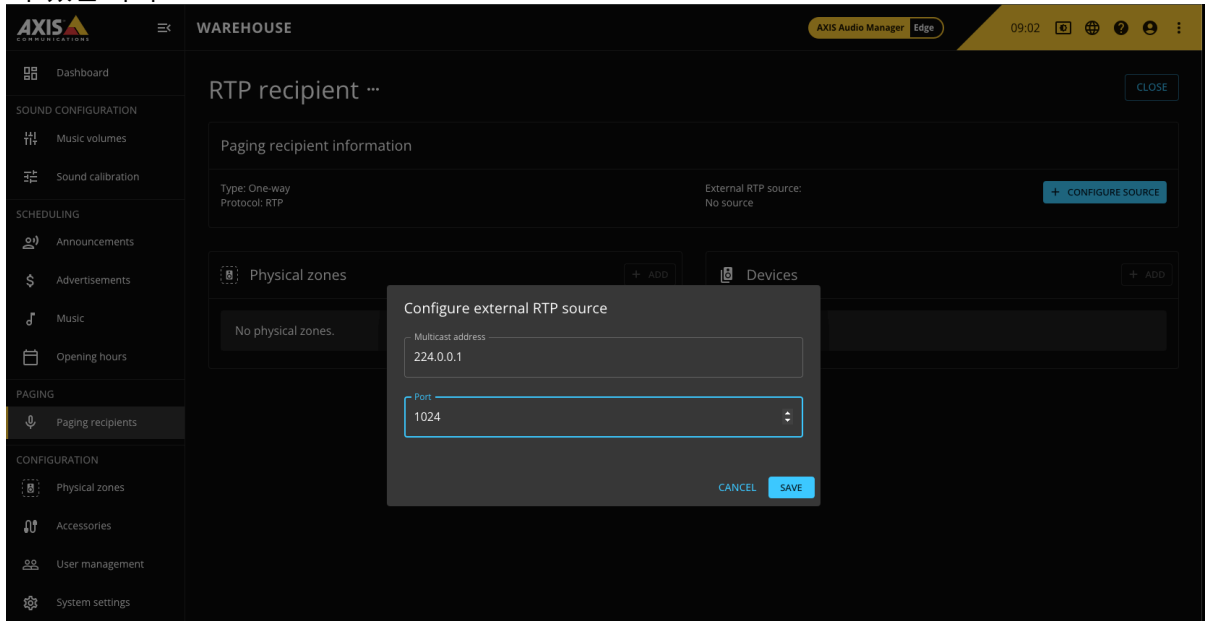 AXIS
COMMUNICATIONS
WAREHOUSE
AXIS Audio Manager Edge
09:02
Dashboard
SOUND CONFIGURATION
Music volumes
Sound calibration
SCHEDULING
Announcements
Advertisements
Music
Opening hours
PAGING
Paging recipients
CONFIGURATION
Physical zones
Accessories
User management
System settings
RTP recipient ...
CLOSE
Paging recipient information
Type: One-way
Protocol: RTP
External RTP source:
No source
+ CONFIGURE SOURCE
Physical zones
+ ADD
Devices
+ ADD
No physical zones.
Configure external RTP source
Multicast address
224.0.0.1
Port
1024
CANCEL
SAVE